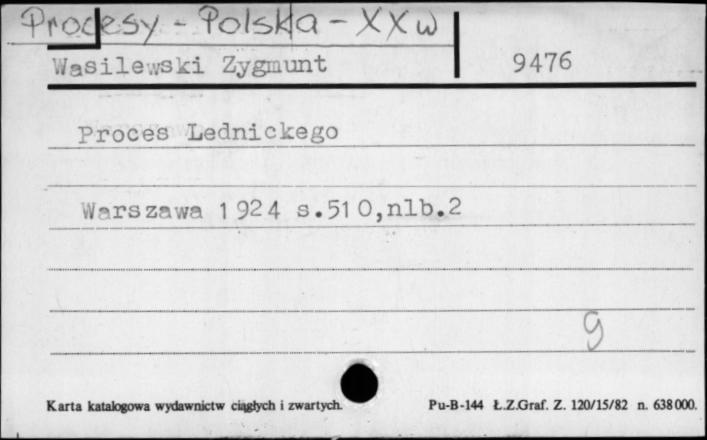 Procesy - Polska - XX w
Wasilewski Zygmunt 9476
Proces Lednickego
Warszawa 1924 s.510,nlb.2
9
Karta katalogowa wydawnictw ciągłych i zwartych. Pu-B-144 Ł.Z.Graf. Z. 120/15/82 n. 638000.